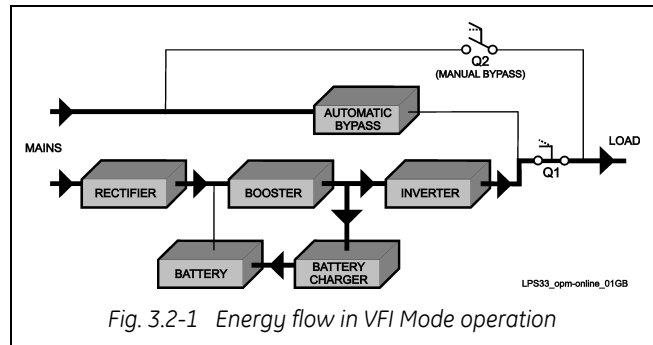 Q2
(MANUAL BYPASS)
AUTOMATIC
BYPASS
MAINS
LOAD
RECTIFIER
BOOSTER
INVERTER
Q1
BATTERY
BATTERY
CHARGER
LPS33_opm-online_01GB
Fig. 3.2-1 Energy flow in VFI Mode operation